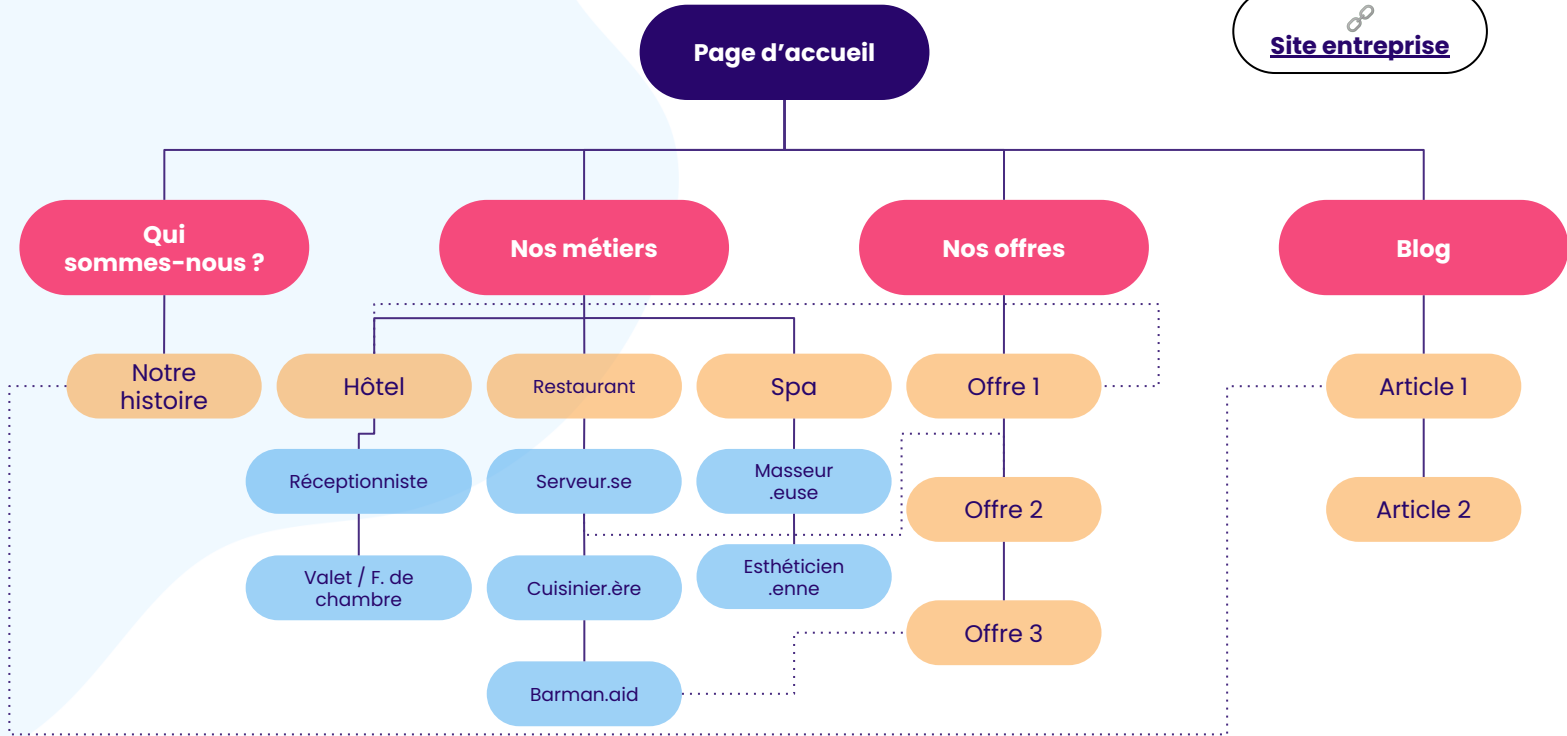 Page d’accueil
Site entreprise
Qui
sommes-nous ?
Nos métiers
Nos offres
Blog
Notre
histoire
Hôtel
Restaurant
Spa
Offre 1
Article 1
Réceptionniste
Serveur.se
Masseur
.euse
Offre 2
Article 2
Valet / F. de
chambre
Cuisinier.ère
Esthéticien
.enne
Offre 3
Barman.aid